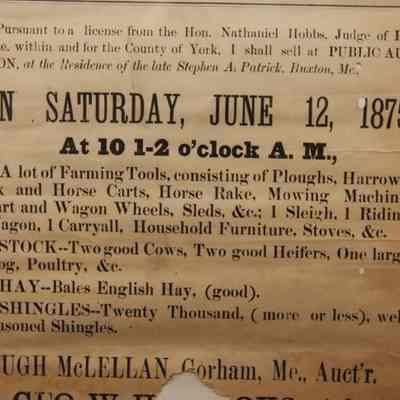 Pursuant to a license from the Hon. Nathaniel Hobbs, Judge of P
e, within and for the County of York, I shall sell at PUBLIC AU
ON, at the Residence of the late Stephen A. Patrick, Buxton, Me.,
N SATURDAY, JUNE 12, 1875
At 10 1-2 o'clock A. M.,
A lot of Farming Tools, consisting of Ploughs, Harrow
k and Horse Carts, Horse Rake, Mowing Machin
art and Wagon Wheels, Sleds, &c.; 1 Sleigh, 1 Ridin
agon, 1 Carryall, Household Furniture, Stoves, &c.
STOCK--Two good Cows, Two good Heifers, One larg
og, Poultry, &c.
HAY--Bales English Hay, (good).
SHINGLES--Twenty Thousand, ( more or less), wel
asoned Shingles.
UGH McLELLAN, Gorham, Me., Auct'r.
GEO. W. H